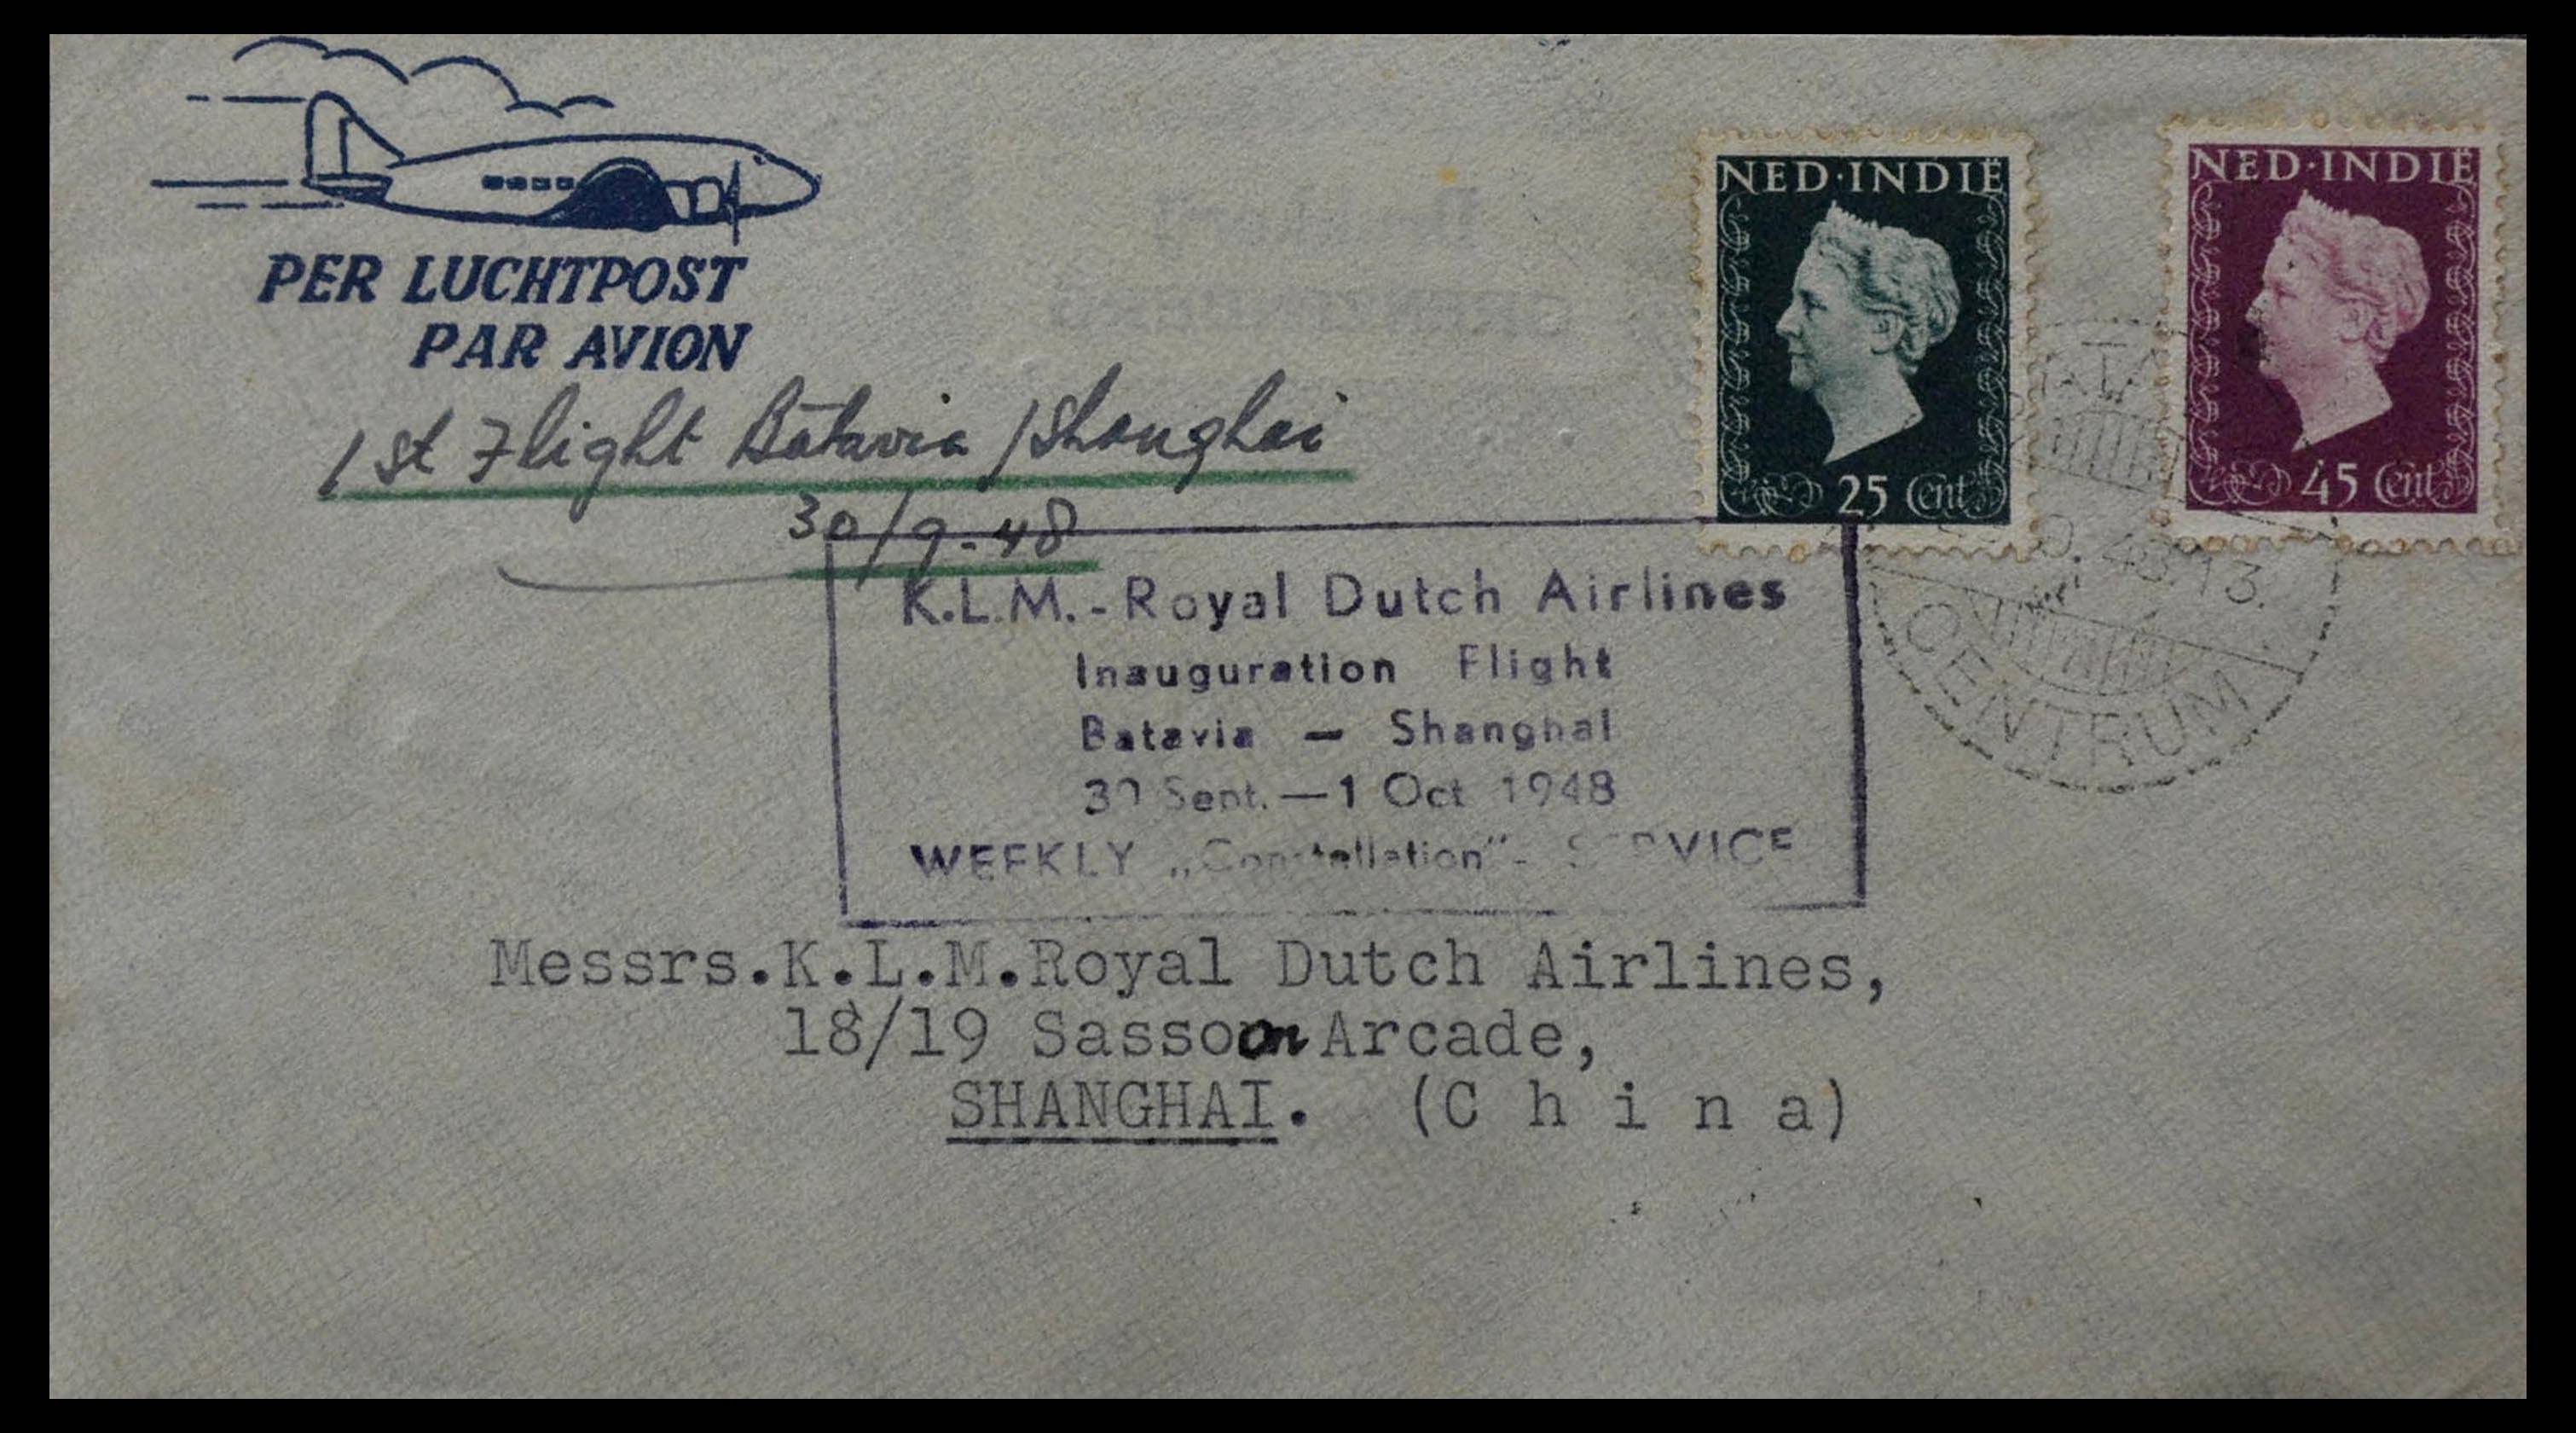 PER LUCHTPOST
PAR AVION
NED·INDIË
25 Cent
NED·INDIË
45 Cent
1st Flight Batavia / Shanghai
30/9-48
K.L.M.-Royal Dutch Airlines
Inauguration Flight
Batavia — Shanghai
30 Sept.—1 Oct 1948
WEEKLY „Constellation"- SERVICE
CENTRUM
Messrs.K.L.M.Royal Dutch Airlines,
18/19 Sassoon Arcade,
SHANGHAI. (C h i n a)